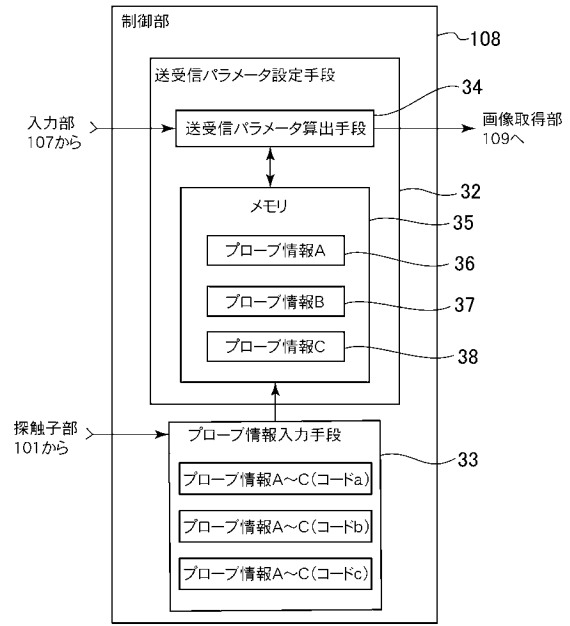 制御部
108
送受信パラメータ設定手段
34
入力部
107から
送受信パラメータ算出手段
画像取得部
109へ
32
メモリ
35
プローブ情報A
36
プローブ情報B
37
プローブ情報C
38
探触子部
101から
プローブ情報入力手段
33
プローブ情報A～C(コードa)
プローブ情報A～C(コードb)
プローブ情報A～C(コードc)